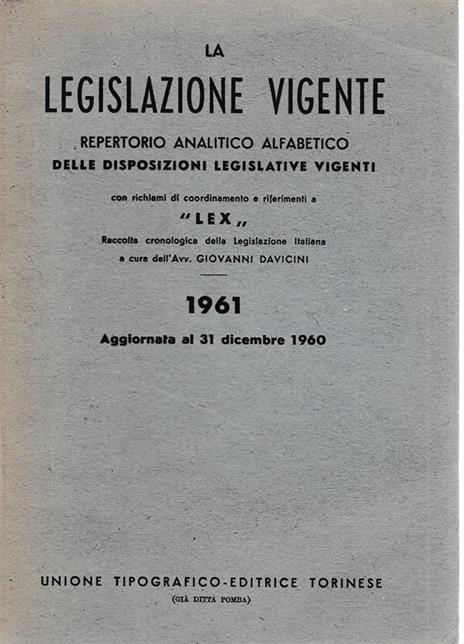 LA
LEGISLAZIONE VIGENTE
REPERTORIO ANALITICO ALFABETICO
DELLE DISPOSIZIONI LEGISLATIVE VIGENTI
con richiami di coordinamento e riferimenti a
"LEX„
Raccolta cronologica della Legislazione Italiana
a cura dell'Avv. GIOVANNI DAVICINI
1961
Aggiornata al 31 dicembre 1960
UNIONE TIPOGRAFICO-EDITRICE TORINESE
(GIÀ DITTA POMBA)